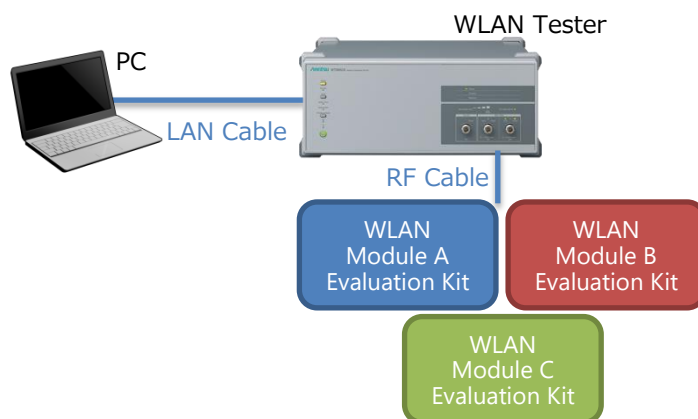 WLAN Tester
PC
LAN Cable
RF Cable
WLAN
Module A
Evaluation Kit
WLAN
Module B
Evaluation Kit
WLAN
Module C
Evaluation Kit